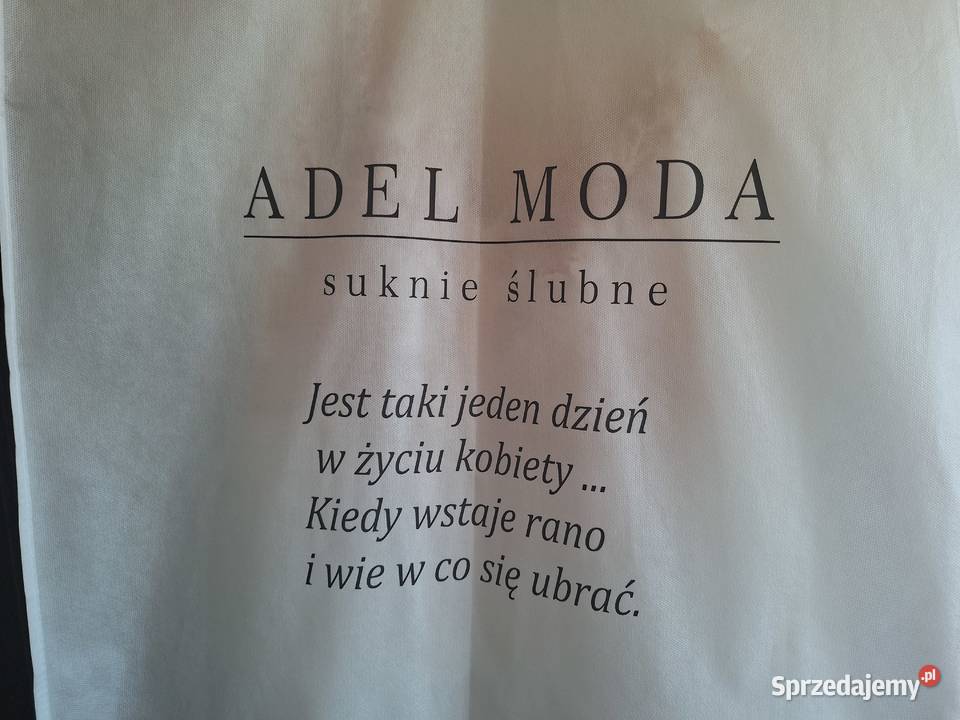 ADEL MODA
suknie ślubne
Jest taki jeden dzień
w życiu kobiety ...
Kiedy wstaje rano
i wie w co się ubrać.
Sprzedajemy.pl